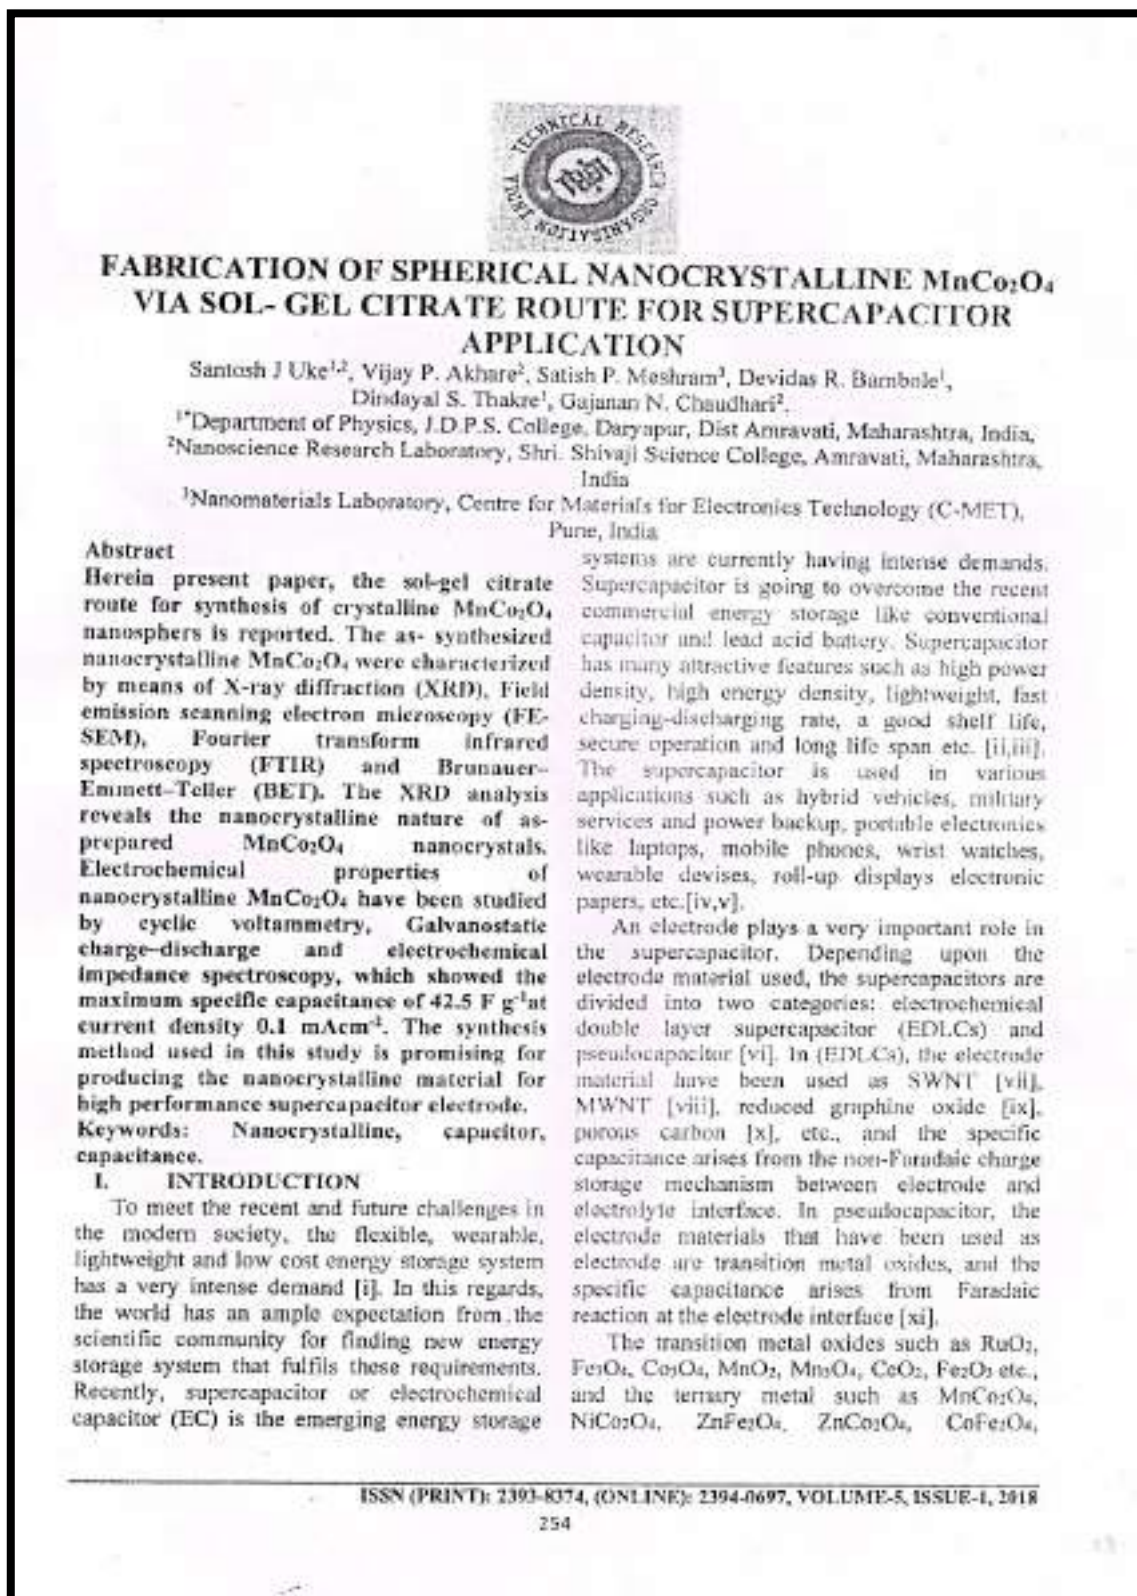 TECHNICAL RESEARCH ORGANISATION INDIA
FABRICATION OF SPHERICAL NANOCRYSTALLINE MnCo₂O₄
VIA SOL- GEL CITRATE ROUTE FOR SUPERCAPACITOR
APPLICATION
Santosh J Uke¹·², Vijay P. Akhare², Satish P. Meshram³, Devidas R. Bambole¹,
Dindayal S. Thakre¹, Gajanan N. Chaudhari².
¹*Department of Physics, J.D.P.S. College, Daryapur, Dist Amravati, Maharashtra, India,
²Nanoscience Research Laboratory, Shri. Shivaji Science College, Amravati, Maharashtra,
India
³Nanomaterials Laboratory, Centre for Materials for Electronics Technology (C-MET),
Pune, India
Abstract
Herein present paper, the sol-gel citrate
route for synthesis of crystalline MnCo₂O₄
nanosphers is reported. The as- synthesized
nanocrystalline MnCo₂O₄ were characterized
by means of X-ray diffraction (XRD), Field
emission scanning electron microscopy (FE-
SEM), Fourier transform infrared
spectroscopy (FTIR) and Brunauer–
Emmett–Teller (BET). The XRD analysis
reveals the nanocrystalline nature of as-
prepared MnCo₂O₄ nanocrystals.
Electrochemical properties of
nanocrystalline MnCo₂O₄ have been studied
by cyclic voltammetry, Galvanostatic
charge–discharge and electrochemical
impedance spectroscopy, which showed the
maximum specific capacitance of 42.5 F g⁻¹at
current density 0.1 mAcm⁻². The synthesis
method used in this study is promising for
producing the nanocrystalline material for
high performance supercapacitor electrode.
Keywords: Nanocrystalline, capacitor,
capacitance.
I. INTRODUCTION
To meet the recent and future challenges in
the modern society, the flexible, wearable,
lightweight and low cost energy storage system
has a very intense demand [i]. In this regards,
the world has an ample expectation from the
scientific community for finding new energy
storage system that fulfils these requirements.
Recently, supercapacitor or electrochemical
capacitor (EC) is the emerging energy storage
systems are currently having intense demands.
Supercapacitor is going to overcome the recent
commercial energy storage like conventional
capacitor and lead acid battery. Supercapacitor
has many attractive features such as high power
density, high energy density, lightweight, fast
charging-discharging rate, a good shelf life,
secure operation and long life span etc. [ii,iii].
The supercapacitor is used in various
applications such as hybrid vehicles, military
services and power backup, portable electronics
like laptops, mobile phones, wrist watches,
wearable devises, roll-up displays electronic
papers, etc.[iv,v].
An electrode plays a very important role in
the supercapacitor. Depending upon the
electrode material used, the supercapacitors are
divided into two categories: electrochemical
double layer supercapacitor (EDLCs) and
pseudocapacitor [vi]. In (EDLCs), the electrode
material have been used as SWNT [vii],
MWNT [viii], reduced graphine oxide [ix],
porous carbon [x], etc., and the specific
capacitance arises from the non-Faradaic charge
storage mechanism between electrode and
electrolyte interface. In pseudocapacitor, the
electrode materials that have been used as
electrode are transition metal oxides, and the
specific capacitance arises from Faradaic
reaction at the electrode interface [xi].
The transition metal oxides such as RuO₂,
Fe₃O₄, Co₃O₄, MnO₂, Mn₃O₄, CeO₂, Fe₂O₃ etc.,
and the ternary metal such as MnCo₂O₄,
NiCo₂O₄, ZnFe₂O₄, ZnCo₂O₄, CoFe₂O₄,
ISSN (PRINT): 2393-8374, (ONLINE): 2394-0697, VOLUME-5, ISSUE-1, 2018
254